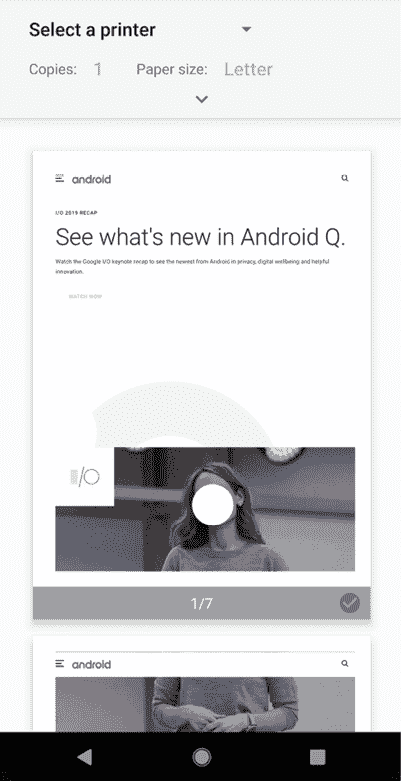 Select a printer
Copies: 1 Paper size: Letter
android
I/O 2019 RECAP
See what's new in Android Q.
Watch the Google I/O keynote recap to see the newest from Android in privacy, digital wellbeing and helpful
innovation.
WATCH NOW
I/O
1/7
android